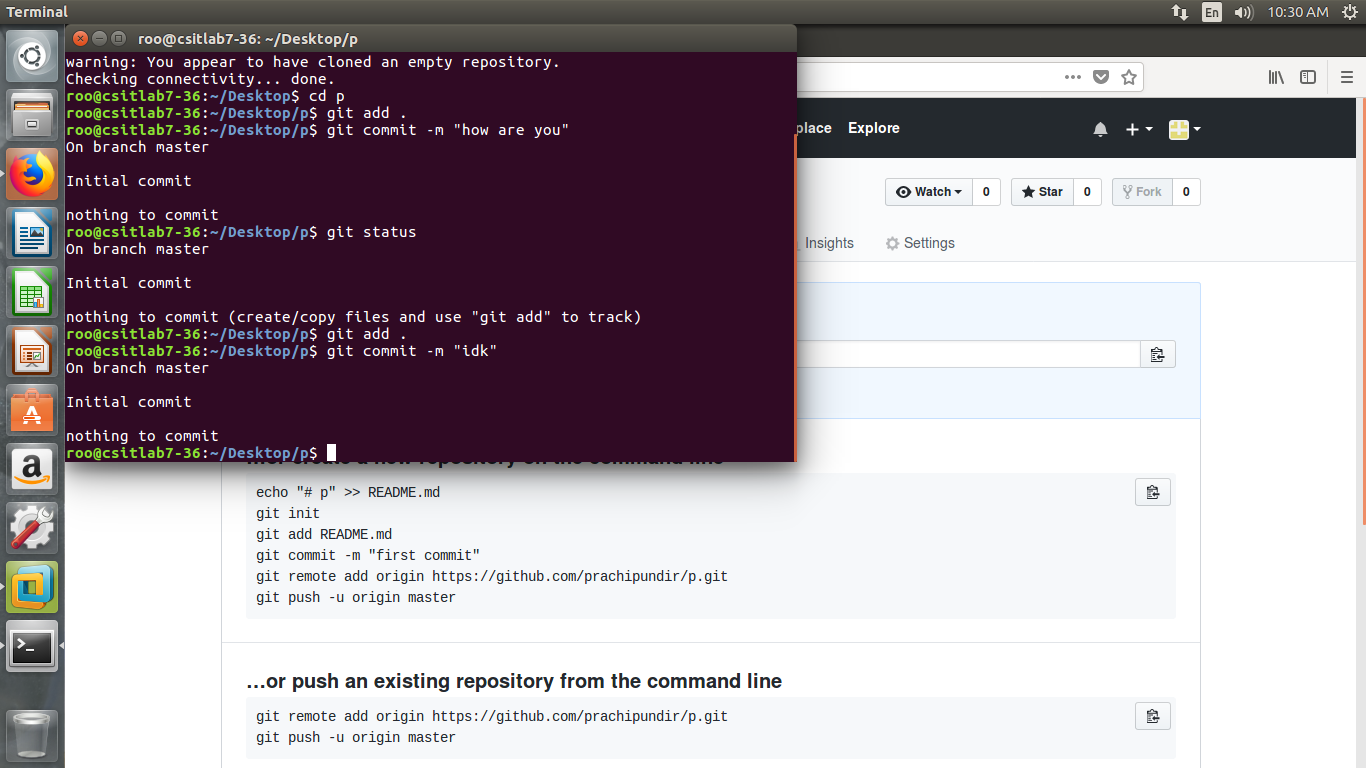 Terminal
En
10:30 AM
roo@csitlab7-36: ~/Desktop/p
warning: You appear to have cloned an empty repository.
Checking connectivity... done.
roo@csitlab7-36:~/Desktop$ cd p
roo@csitlab7-36:~/Desktop/p$ git add .
roo@csitlab7-36:~/Desktop/p$ git commit -m "how are you"
On branch master
Initial commit
nothing to commit
roo@csitlab7-36:~/Desktop/p$ git status
On branch master
Initial commit
nothing to commit (create/copy files and use "git add" to track)
roo@csitlab7-36:~/Desktop/p$ git add .
roo@csitlab7-36:~/Desktop/p$ git commit -m "idk"
On branch master
Initial commit
nothing to commit
roo@csitlab7-36:~/Desktop/p$
place Explore
Watch 0 Star 0 Fork 0
Insights Settings
…or create a new repository on the command line
echo "# p" >> README.md
git init
git add README.md
git commit -m "first commit"
git remote add origin https://github.com/prachipundir/p.git
git push -u origin master
…or push an existing repository from the command line
git remote add origin https://github.com/prachipundir/p.git
git push -u origin master